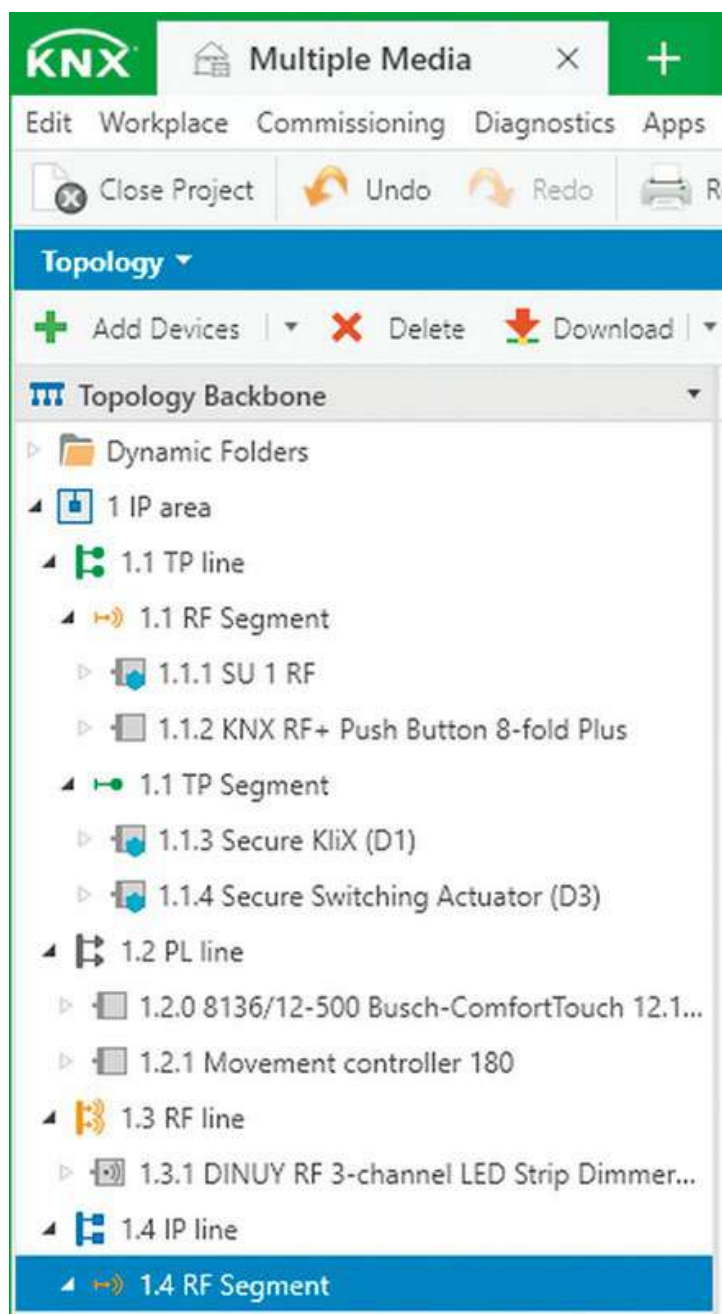 KNX Multiple Media
Edit Workplace Commissioning Diagnostics Apps
Close Project Undo Redo
Topology
Add Devices Delete Download
Topology Backbone
Dynamic Folders
1 IP area
1.1 TP line
1.1 RF Segment
1.1.1 SU 1 RF
1.1.2 KNX RF+ Push Button 8-fold Plus
1.1 TP Segment
1.1.3 Secure KliX (D1)
1.1.4 Secure Switching Actuator (D3)
1.2 PL line
1.2.0 8136/12-500 Busch-ComfortTouch 12.1...
1.2.1 Movement controller 180
1.3 RF line
1.3.1 DINUY RF 3-channel LED Strip Dimmer...
1.4 IP line
1.4 RF Segment